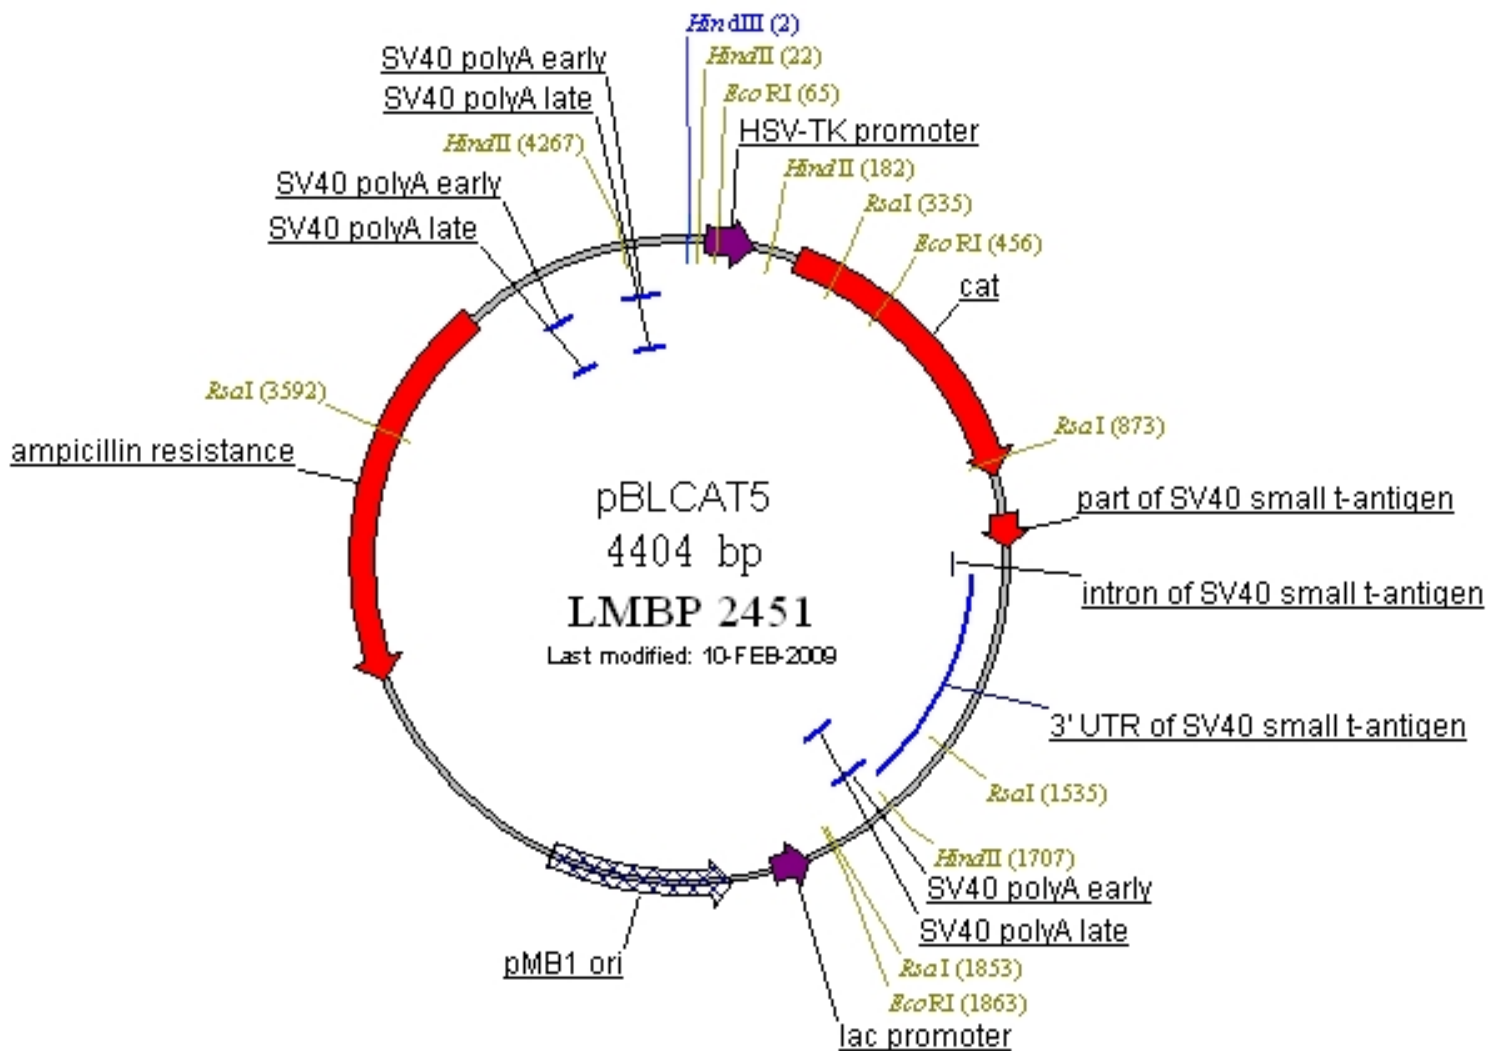 HindIII (2)
SV40 polyA early
HindII (22)
SV40 polyA late
EcoRI (65)
HSV-TK promoter
HindII (4267)
HindII (182)
SV40 polyA early
RsaI (335)
SV40 polyA late
EcoRI (456)
cat
RsaI (3592)
RsaI (873)
ampicillin resistance
pBLCAT5
part of SV40 small t-antigen
4404 bp
intron of SV40 small t-antigen
LMBP 2451
Last modified: 10-FEB-2009
3' UTR of SV40 small t-antigen
RsaI (1535)
HindII (1707)
SV40 polyA early
SV40 polyA late
pMB1 ori
RsaI (1853)
EcoRI (1863)
lac promoter